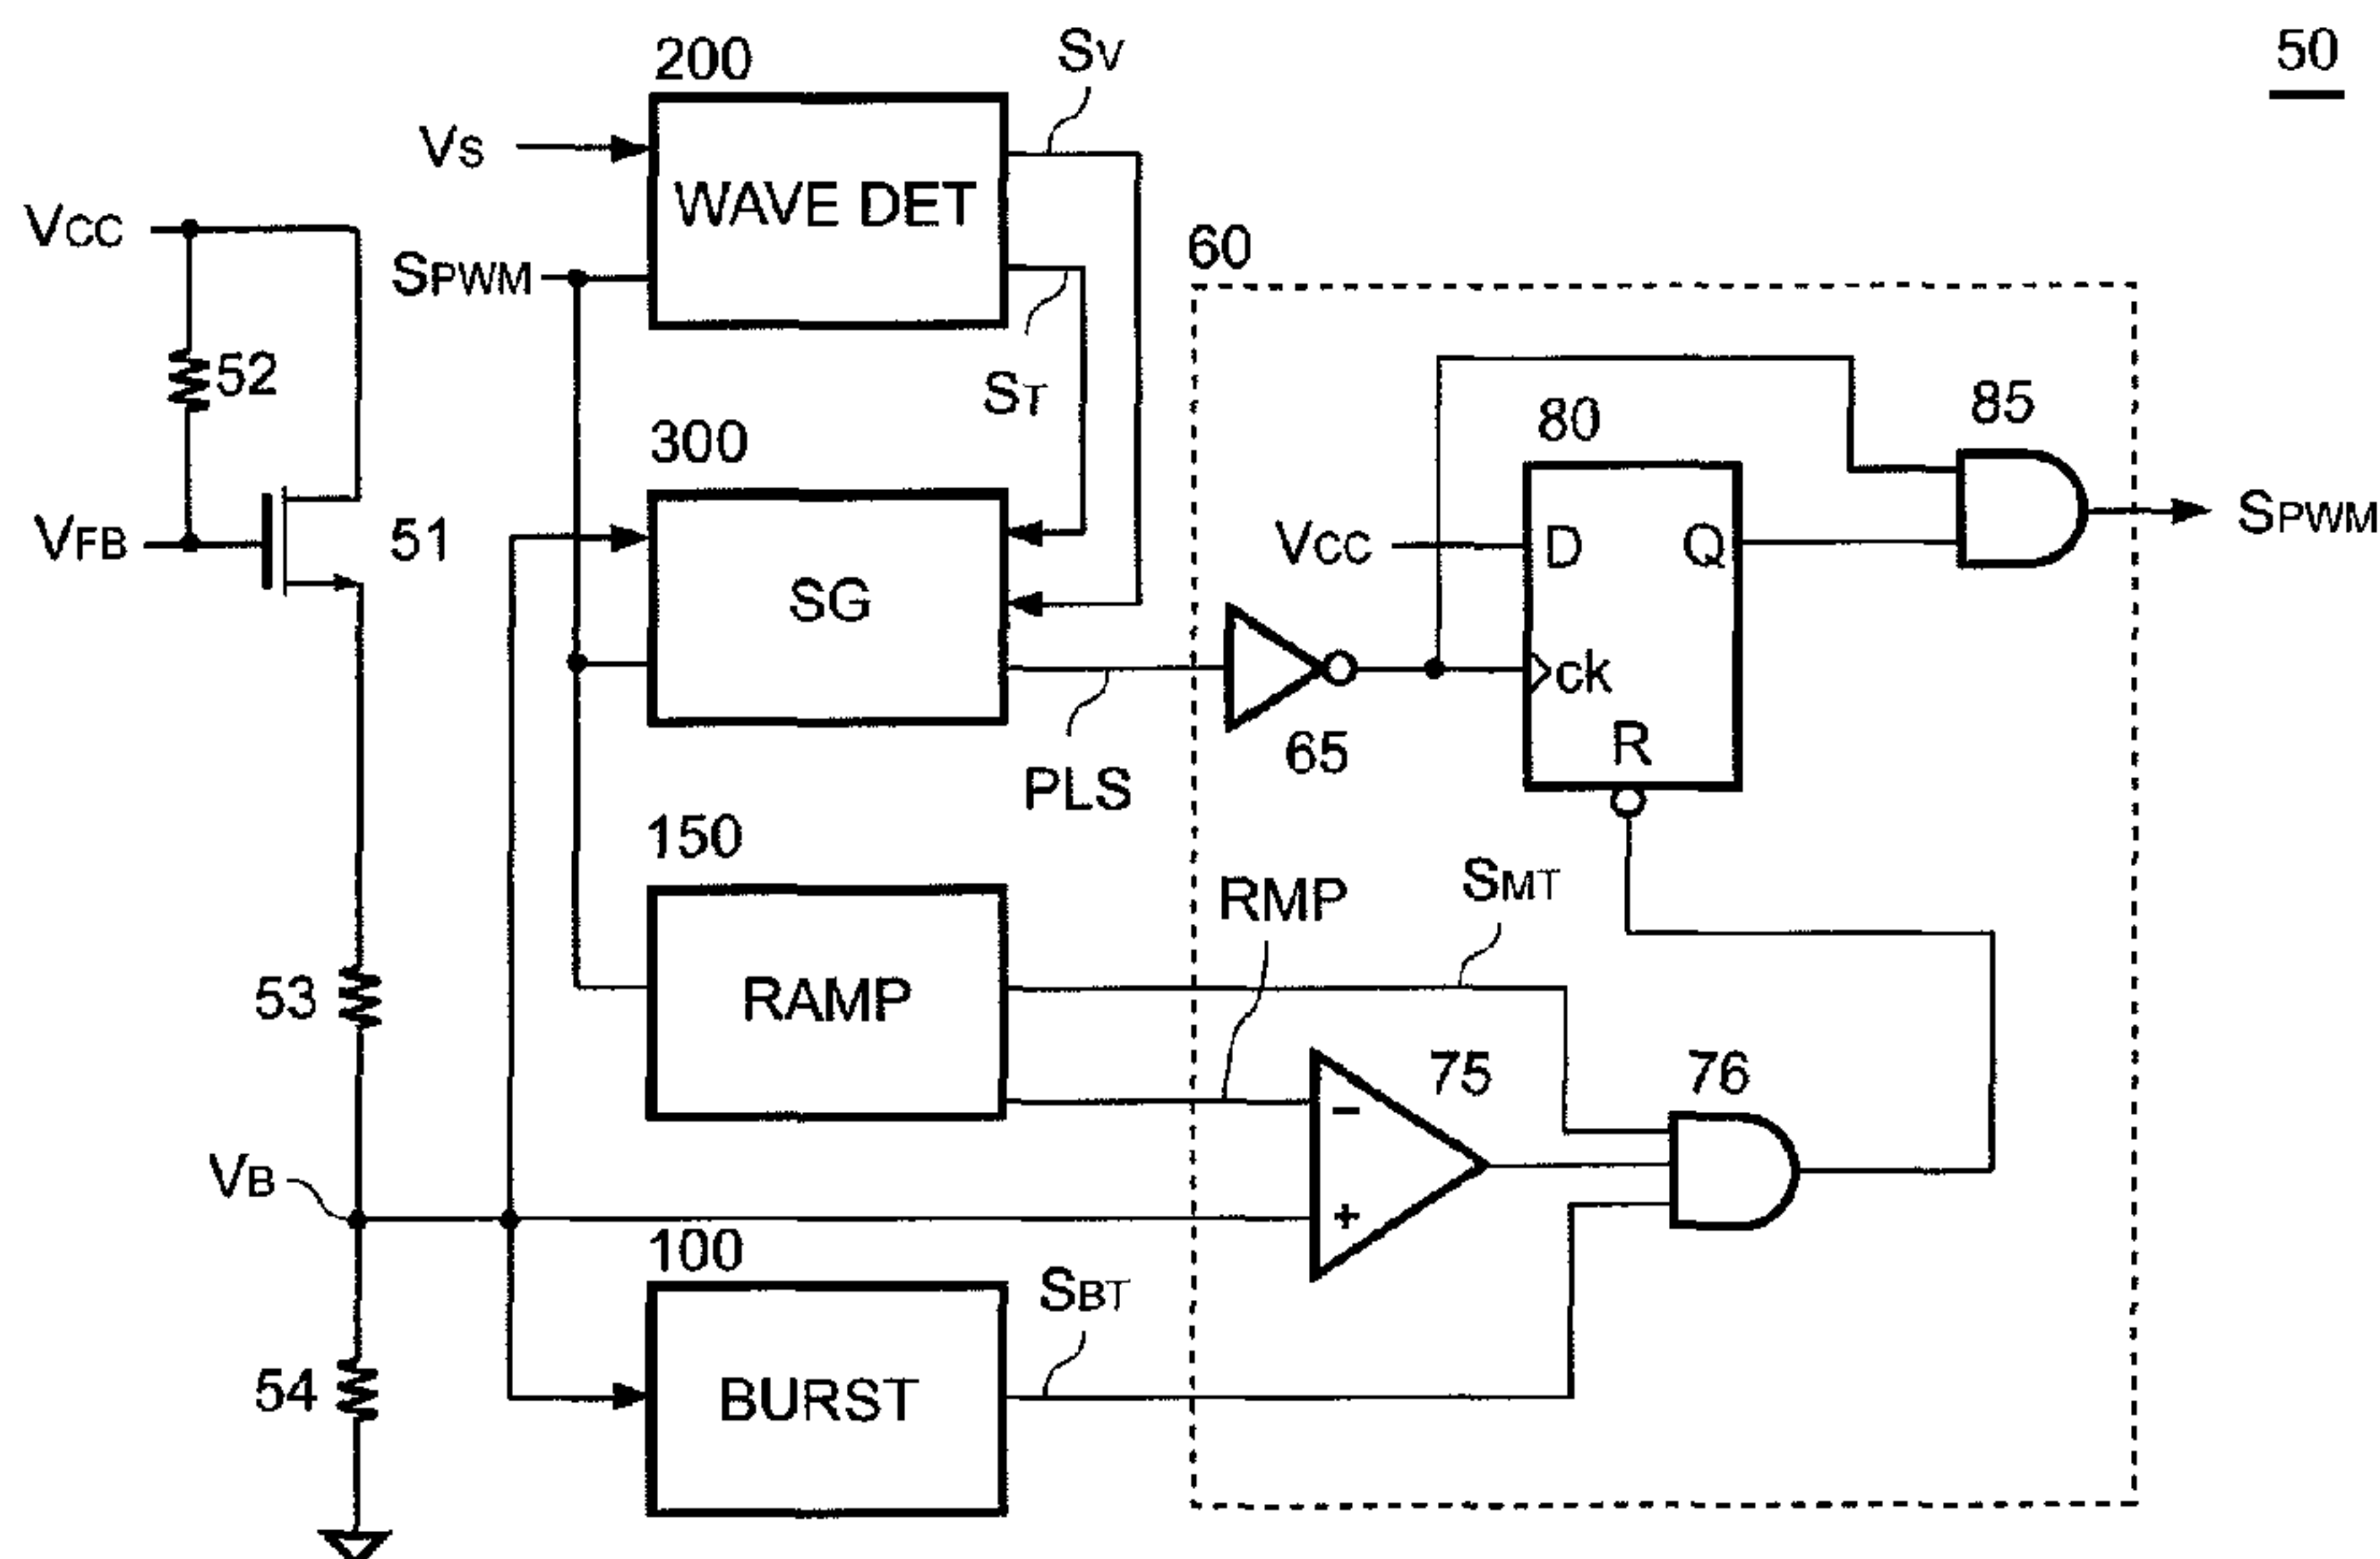 50
200
SV
VS
WAVE DET
VCC
SPWM
60
52
ST
300
80
85
VFB
51
SG
VCC
D
Q
SPWM
ck
R
65
PLS
150
RMP
SMT
53
RAMP
75
76
-
VB
+
100
SBT
54
BURST